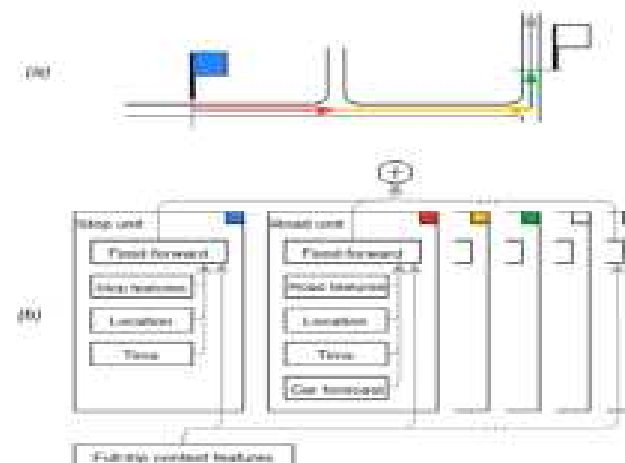 (a)
Stop unit
Road unit
Feed-forward
Feed-forward
Stop features
Road features
(b)
Location
Location
Time
Time
Car forecast
Full-trip context features